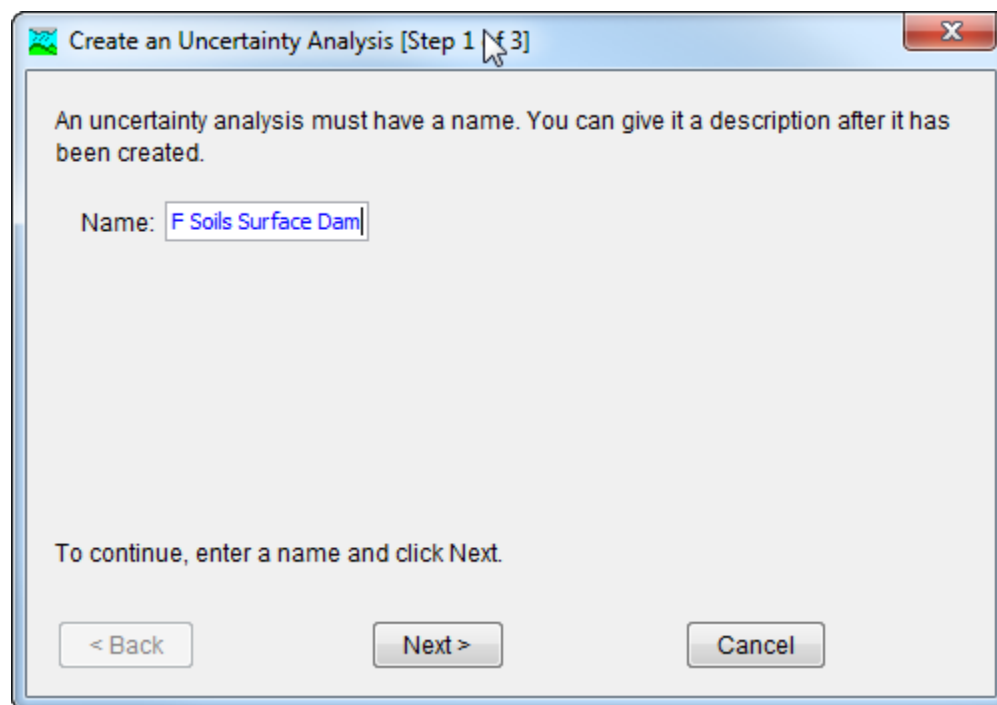 Create an Uncertainty Analysis [Step 1 of 3]
An uncertainty analysis must have a name. You can give it a description after it has
been created.
Name: F Soils Surface Dam
To continue, enter a name and click Next.
< Back Next > Cancel